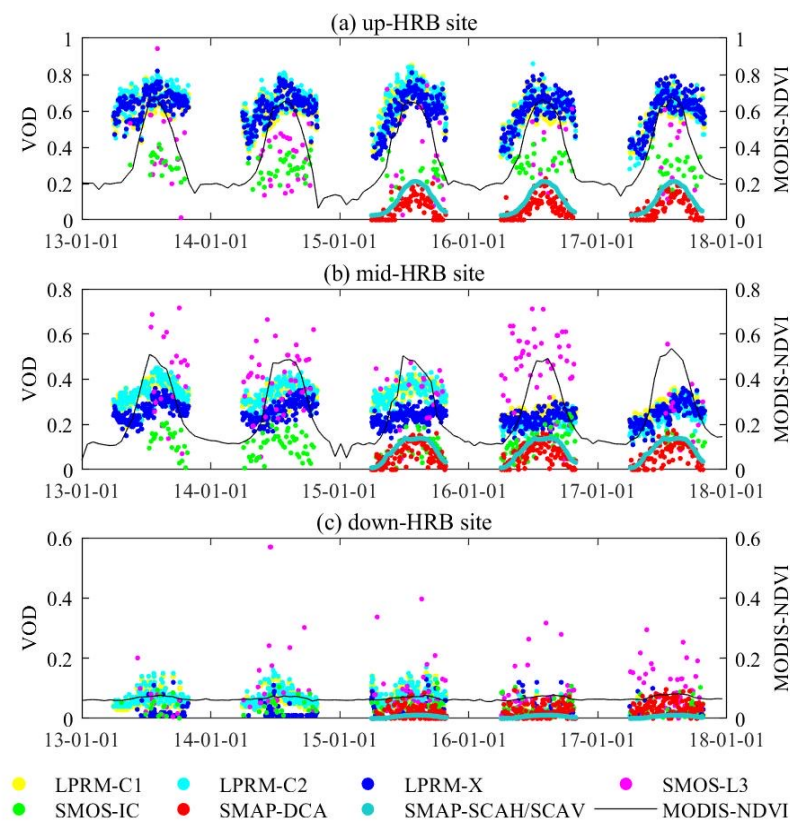 (a) up-HRB site
1 1
0.8 0.8
0.6 0.6
0.4 0.4
0.2 0.2
0 0
VOD
MODIS-NDVI
13-01-01 14-01-01 15-01-01 16-01-01 17-01-01 18-01-01
(b) mid-HRB site
0.8 0.8
0.6 0.6
0.4 0.4
0.2 0.2
0 0
VOD
MODIS-NDVI
13-01-01 14-01-01 15-01-01 16-01-01 17-01-01 18-01-01
(c) down-HRB site
0.6 0.6
0.4 0.4
0.2 0.2
0 0
VOD
MODIS-NDVI
13-01-01 14-01-01 15-01-01 16-01-01 17-01-01 18-01-01
LPRM-C1 LPRM-C2 LPRM-X SMOS-L3
SMOS-IC SMAP-DCA SMAP-SCAH/SCAV MODIS-NDVI